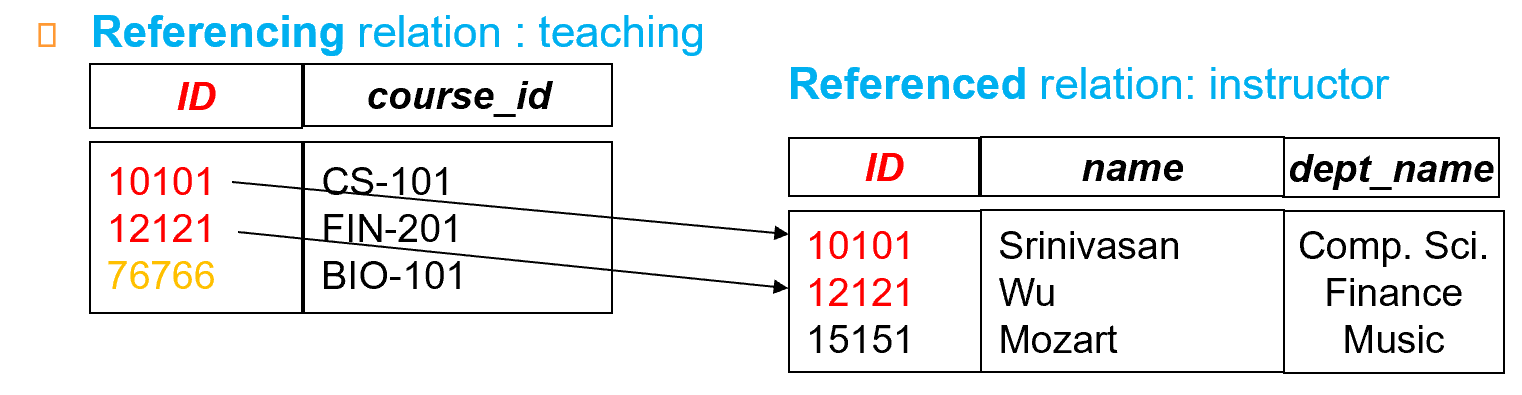 Referencing relation : teaching
ID course_id
10101 CS-101
12121 FIN-201
76766 BIO-101
Referenced relation: instructor
ID name dept_name
10101 Srinivasan Comp. Sci.
12121 Wu Finance
15151 Mozart Music